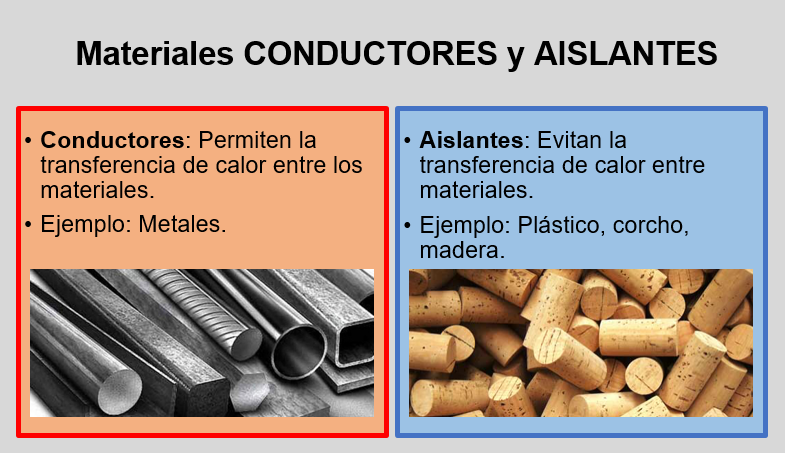 Materiales CONDUCTORES y AISLANTES
• Conductores: Permiten la
transferencia de calor entre los
materiales.
• Ejemplo: Metales.
• Aislantes: Evitan la
transferencia de calor entre
materiales.
• Ejemplo: Plástico, corcho,
madera.